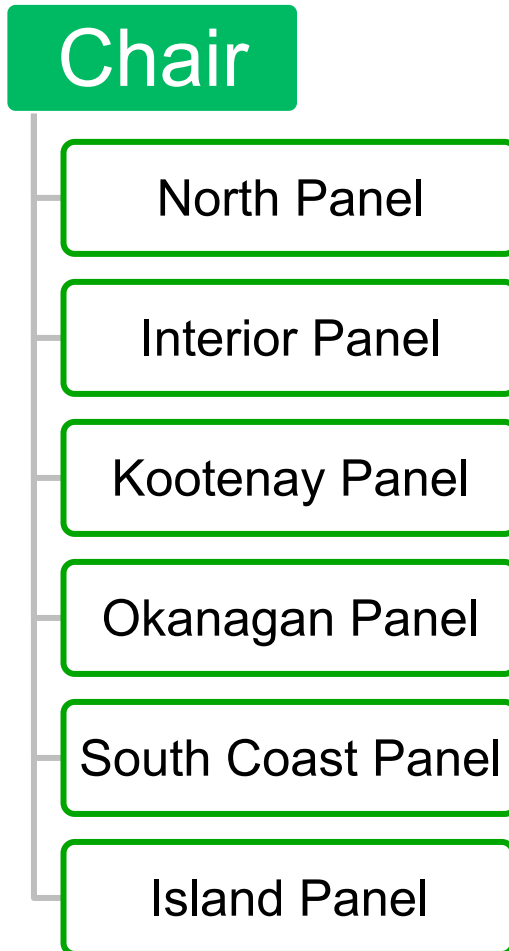 Chair
North Panel
Interior Panel
Kootenay Panel
Okanagan Panel
South Coast Panel
Island Panel